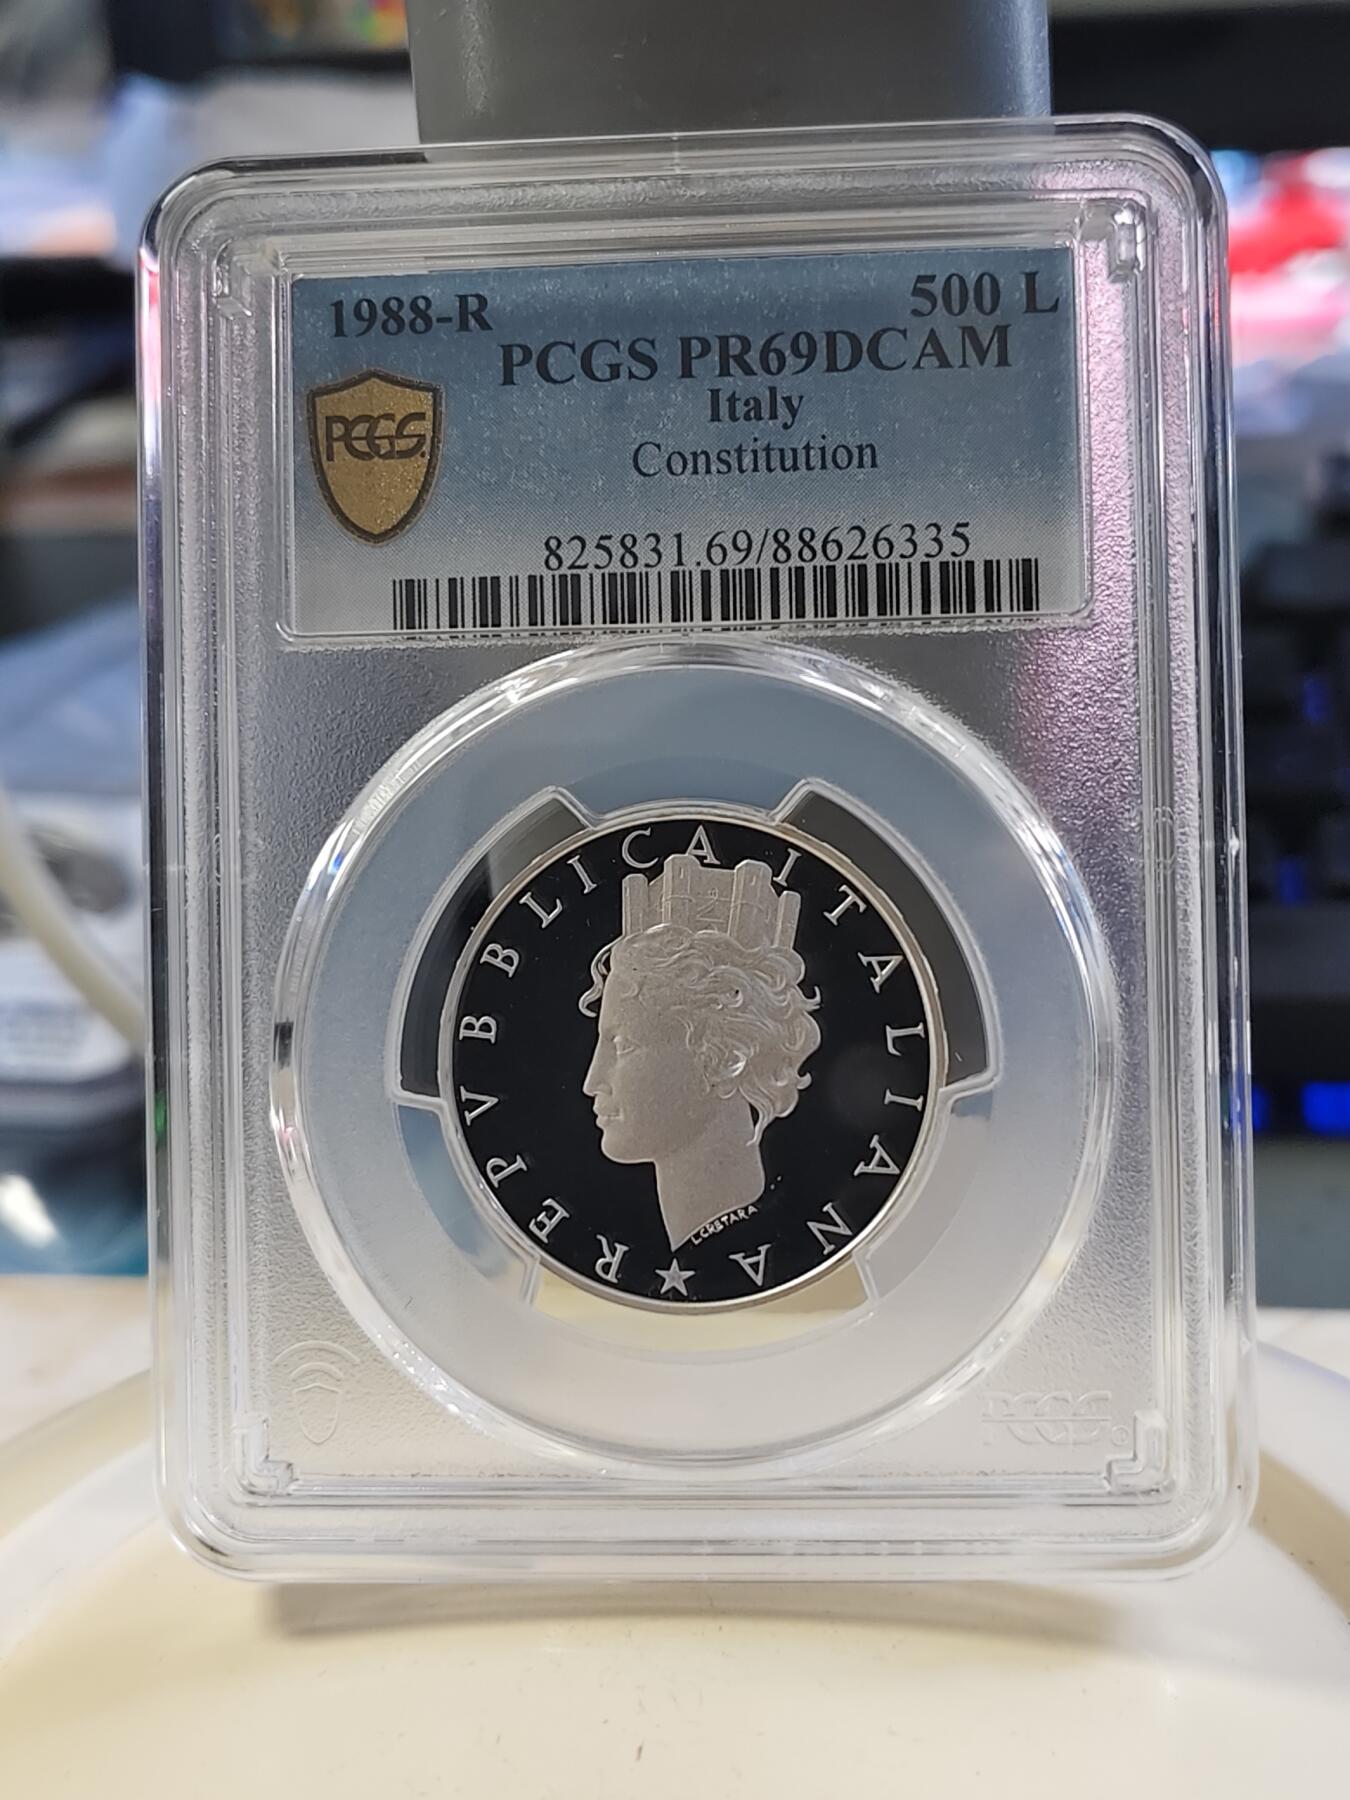 1988-R 500 L
PCGS PR69DCAM
Italy
Constitution
PCGS
825831.69/88626335
REPVBBLICA ITALIANA
L.CRETARA
PCGS